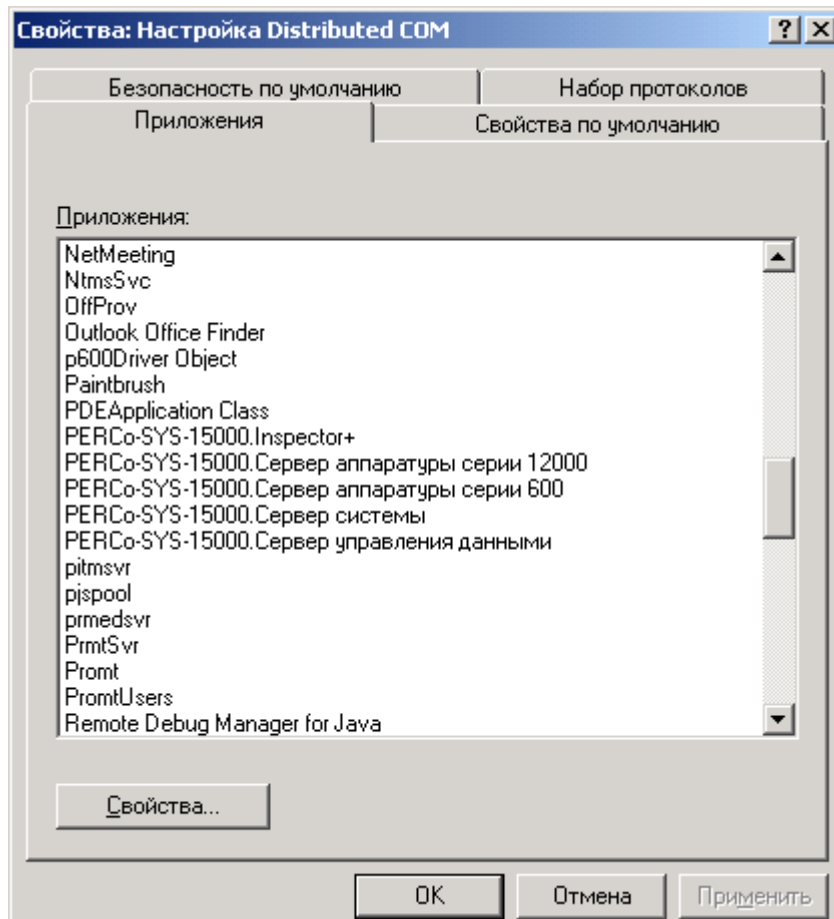 Свойства: Настройка Distributed COM
Безопасность по умолчанию
Набор протоколов
Приложения
Свойства по умолчанию
Приложения:
NetMeeting
NtmsSvc
OffProv
Outlook Office Finder
p600Driver Object
Paintbrush
PDEApplication Class
PERCo-SYS-15000.Inspector+
PERCo-SYS-15000.Сервер аппаратуры серии 12000
PERCo-SYS-15000.Сервер аппаратуры серии 600
PERCo-SYS-15000.Сервер системы
PERCo-SYS-15000.Сервер управления данными
pitmsvr
pjspool
prmedsvr
PrmtSvr
Promt
PromtUsers
Remote Debug Manager for Java
Свойства...
OK
Отмена
Применить